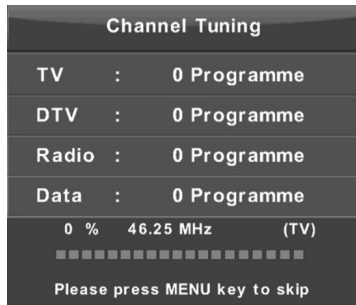 Channel Tuning
TV : 0 Programme
DTV : 0 Programme
Radio : 0 Programme
Data : 0 Programme
0 % 46.25 MHz (TV)
Please press MENU key to skip